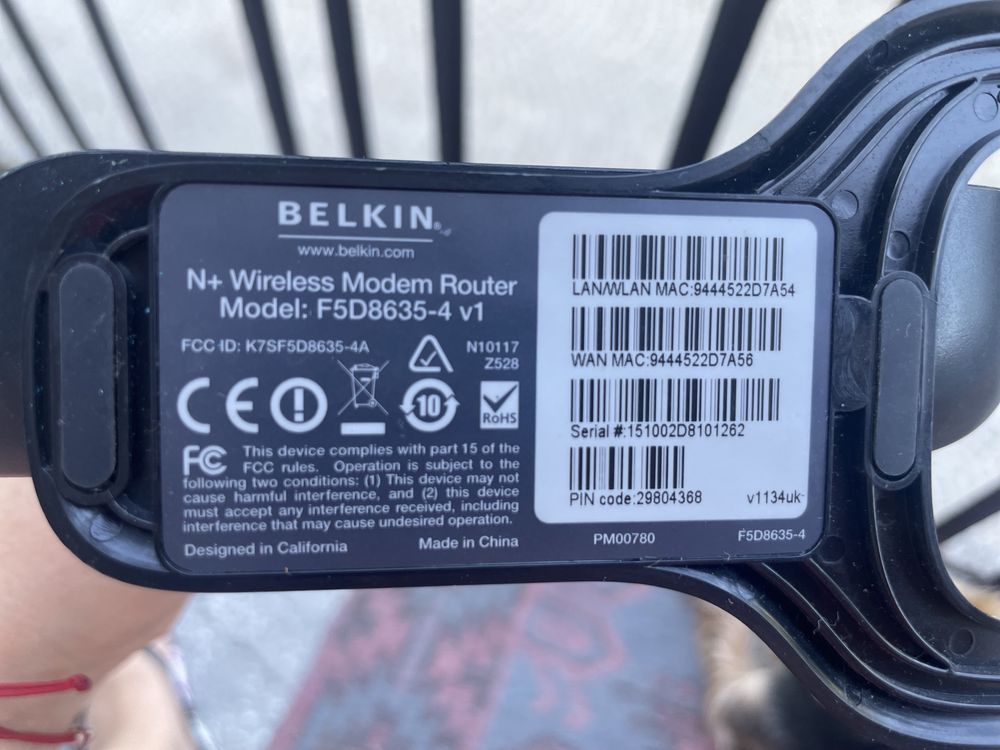 BELKIN®
www.belkin.com
N+ Wireless Modem Router
Model: F5D8635-4 v1
FCC ID: K7SF5D8635-4A
N10117
Z528
CE
10
RoHS
FC
This device complies with part 15 of the
FCC rules. Operation is subject to the
following two conditions: (1) This device may not
cause harmful interference, and (2) this device
must accept any interference received, including
interference that may cause undesired operation.
Designed in California
Made in China
LAN/WLAN MAC:9444522D7A54
WAN MAC:9444522D7A56
Serial #:151002D8101262
PIN code:29804368
v1134uk
PM00780
F5D8635-4